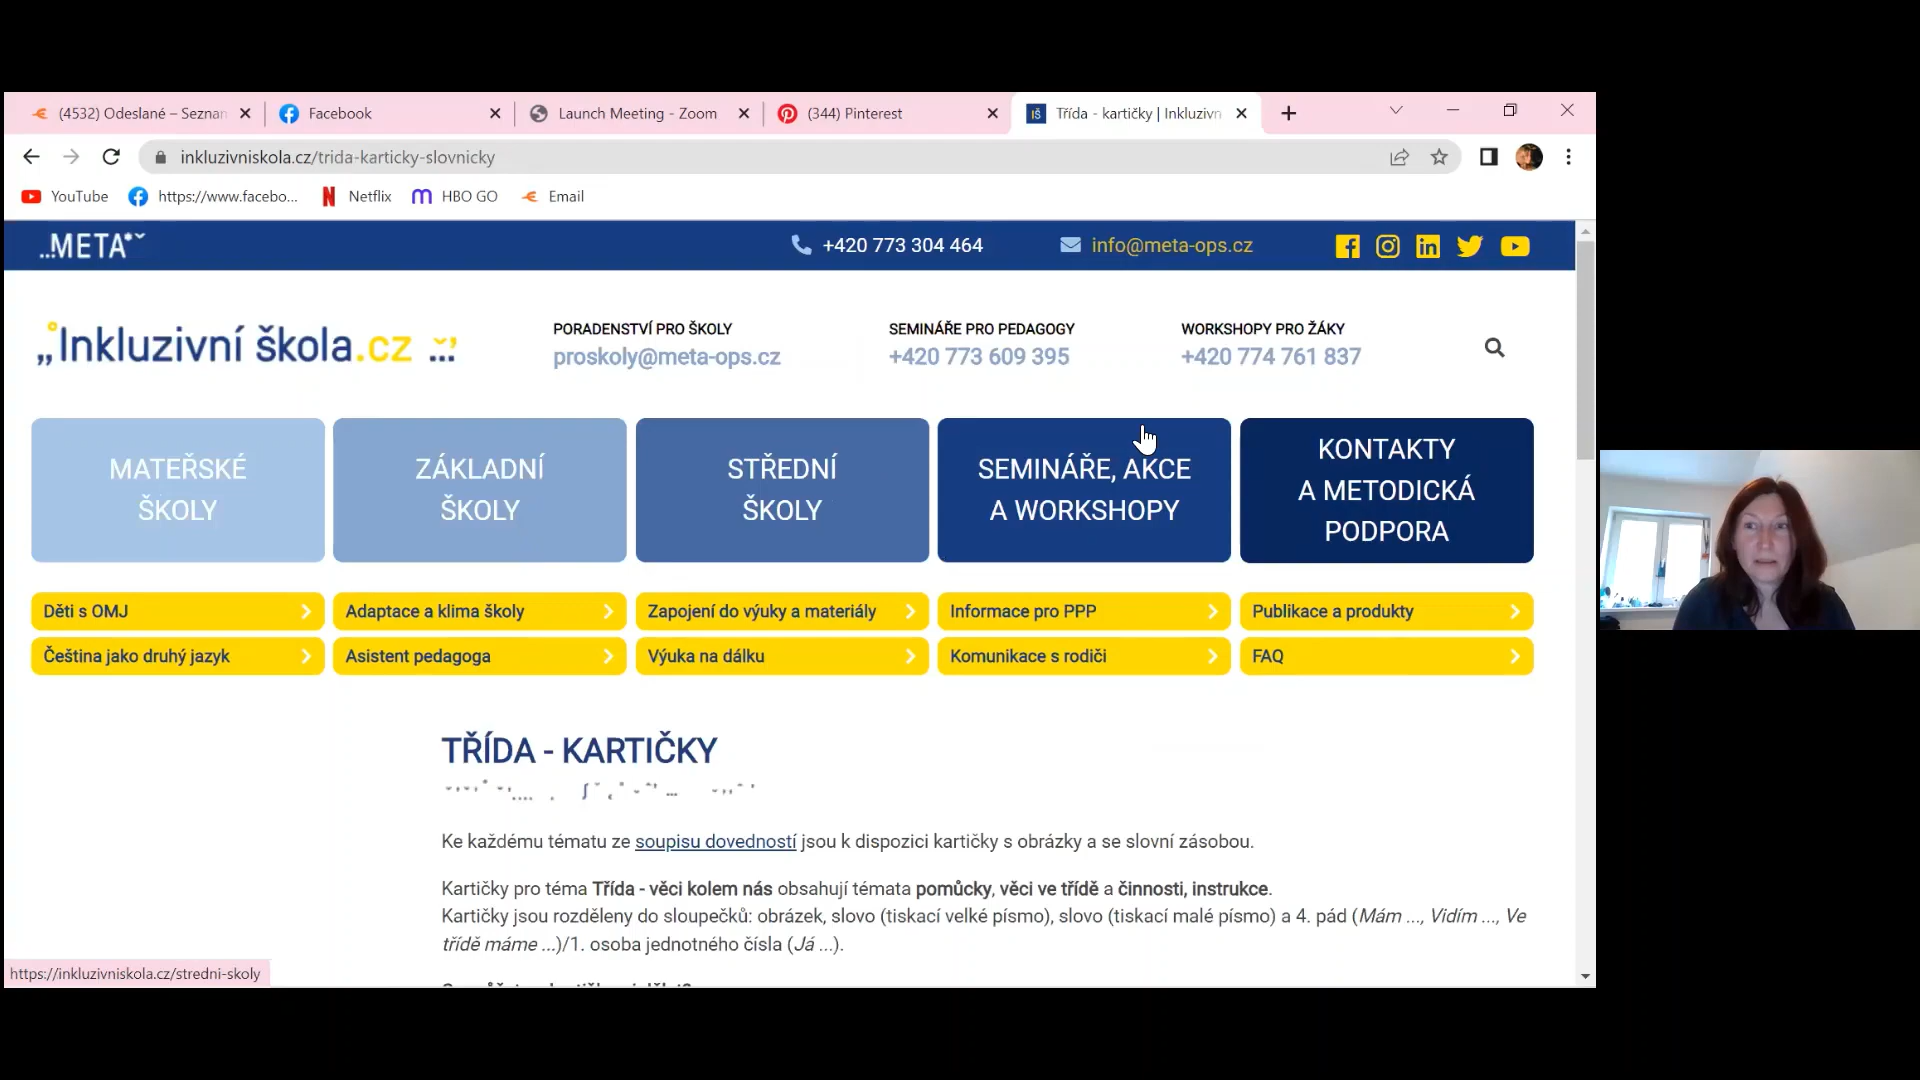 (4532) Odeslané – Seznan
Facebook
Launch Meeting - Zoom
(344) Pinterest
Třída - kartičky | Inkluzivn
inkluzivniskola.cz/trida-karticky-slovnicky
YouTube
https://www.facebo...
Netflix
HBO GO
Email
...META
+420 773 304 464
info@meta-ops.cz
„Inkluzivní škola.cz ...
PORADENSTVÍ PRO ŠKOLY
proskoly@meta-ops.cz
SEMINÁŘE PRO PEDAGOGY
+420 773 609 395
WORKSHOPY PRO ŽÁKY
+420 774 761 837
MATEŘSKÉ
ŠKOLY
ZÁKLADNÍ
ŠKOLY
STŘEDNÍ
ŠKOLY
SEMINÁŘE, AKCE
A WORKSHOPY
KONTAKTY
A METODICKÁ
PODPORA
Děti s OMJ
Adaptace a klima školy
Zapojení do výuky a materiály
Informace pro PPP
Publikace a produkty
Čeština jako druhý jazyk
Asistent pedagoga
Výuka na dálku
Komunikace s rodiči
FAQ
TŘÍDA - KARTIČKY
Ke každému tématu ze soupisu dovedností jsou k dispozici kartičky s obrázky a se slovní zásobou.
Kartičky pro téma Třída - věci kolem nás obsahují témata pomůcky, věci ve třídě a činnosti, instrukce.
Kartičky jsou rozděleny do sloupečků: obrázek, slovo (tiskací velké písmo), slovo (tiskací malé písmo) a 4. pád (Mám ..., Vidím ..., Ve
třídě máme ...)/1. osoba jednotného čísla (Já ...).
https://inkluzivniskola.cz/stredni-skoly